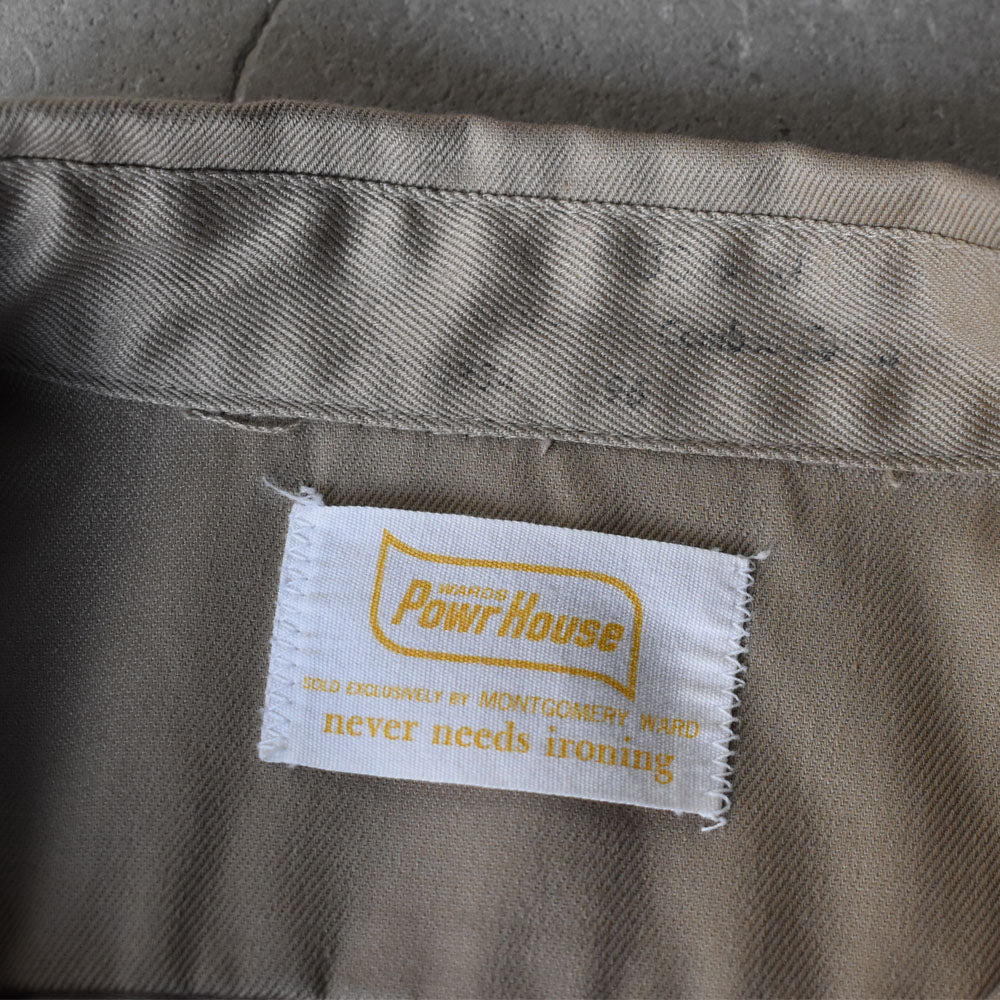 WARDS
PowrHouse
SOLD EXCLUSIVELY BY MONTGOMERY WARD
never needs ironing